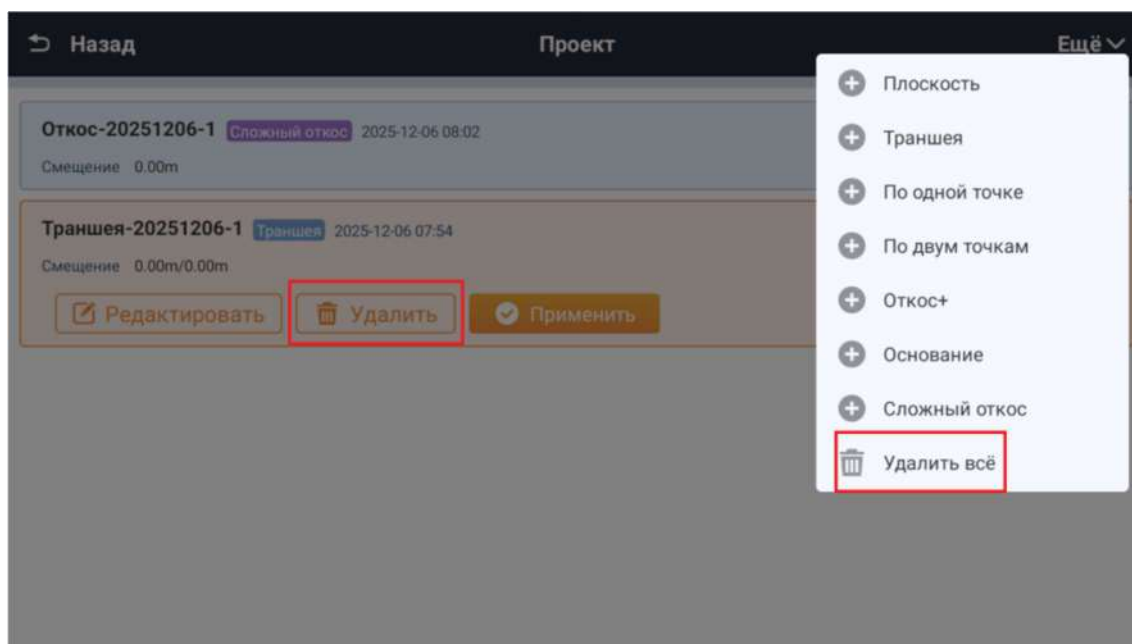 Назад Проект Ещё
Откос-20251206-1 Сложный откос 2025-12-06 08:02
Смещение 0.00m
Траншея-20251206-1 Траншея 2025-12-06 07:54
Смещение 0.00m/0.00m
Редактировать Удалить Применить
Плоскость
Траншея
По одной точке
По двум точкам
Откос+
Основание
Сложный откос
Удалить всё